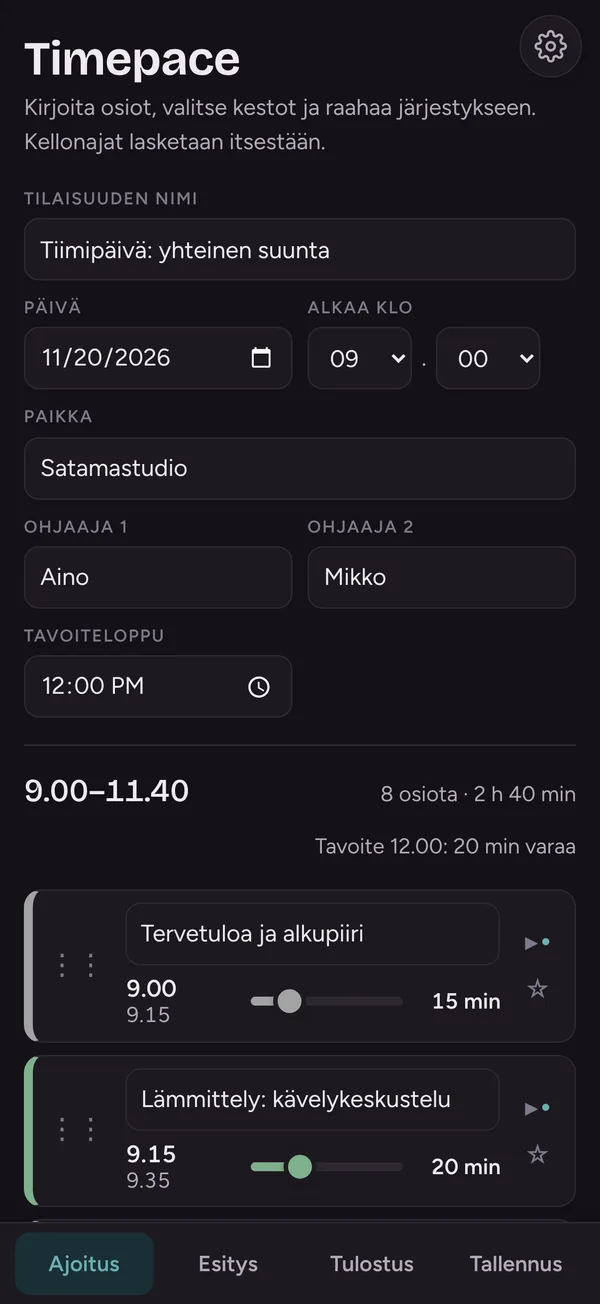 Timepace
Kirjoita osiot, valitse kestot ja raahaa järjestykseen.
Kellonajat lasketaan itsestään.
TILAISUUDEN NIMI
Tiimipäivä: yhteinen suunta
PÄIVÄ
ALKAA KLO
11/20/2026
09 . 00
PAIKKA
Satamastudio
OHJAAJA 1
OHJAAJA 2
Aino
Mikko
TAVOITELOPPU
12:00 PM
9.00–11.40
8 osiota · 2 h 40 min
Tavoite 12.00: 20 min varaa
Tervetuloa ja alkupiiri
9.00
9.15
15 min
Lämmittely: kävelykeskustelu
9.15
9.35
20 min
Ajoitus
Esitys
Tulostus
Tallennus